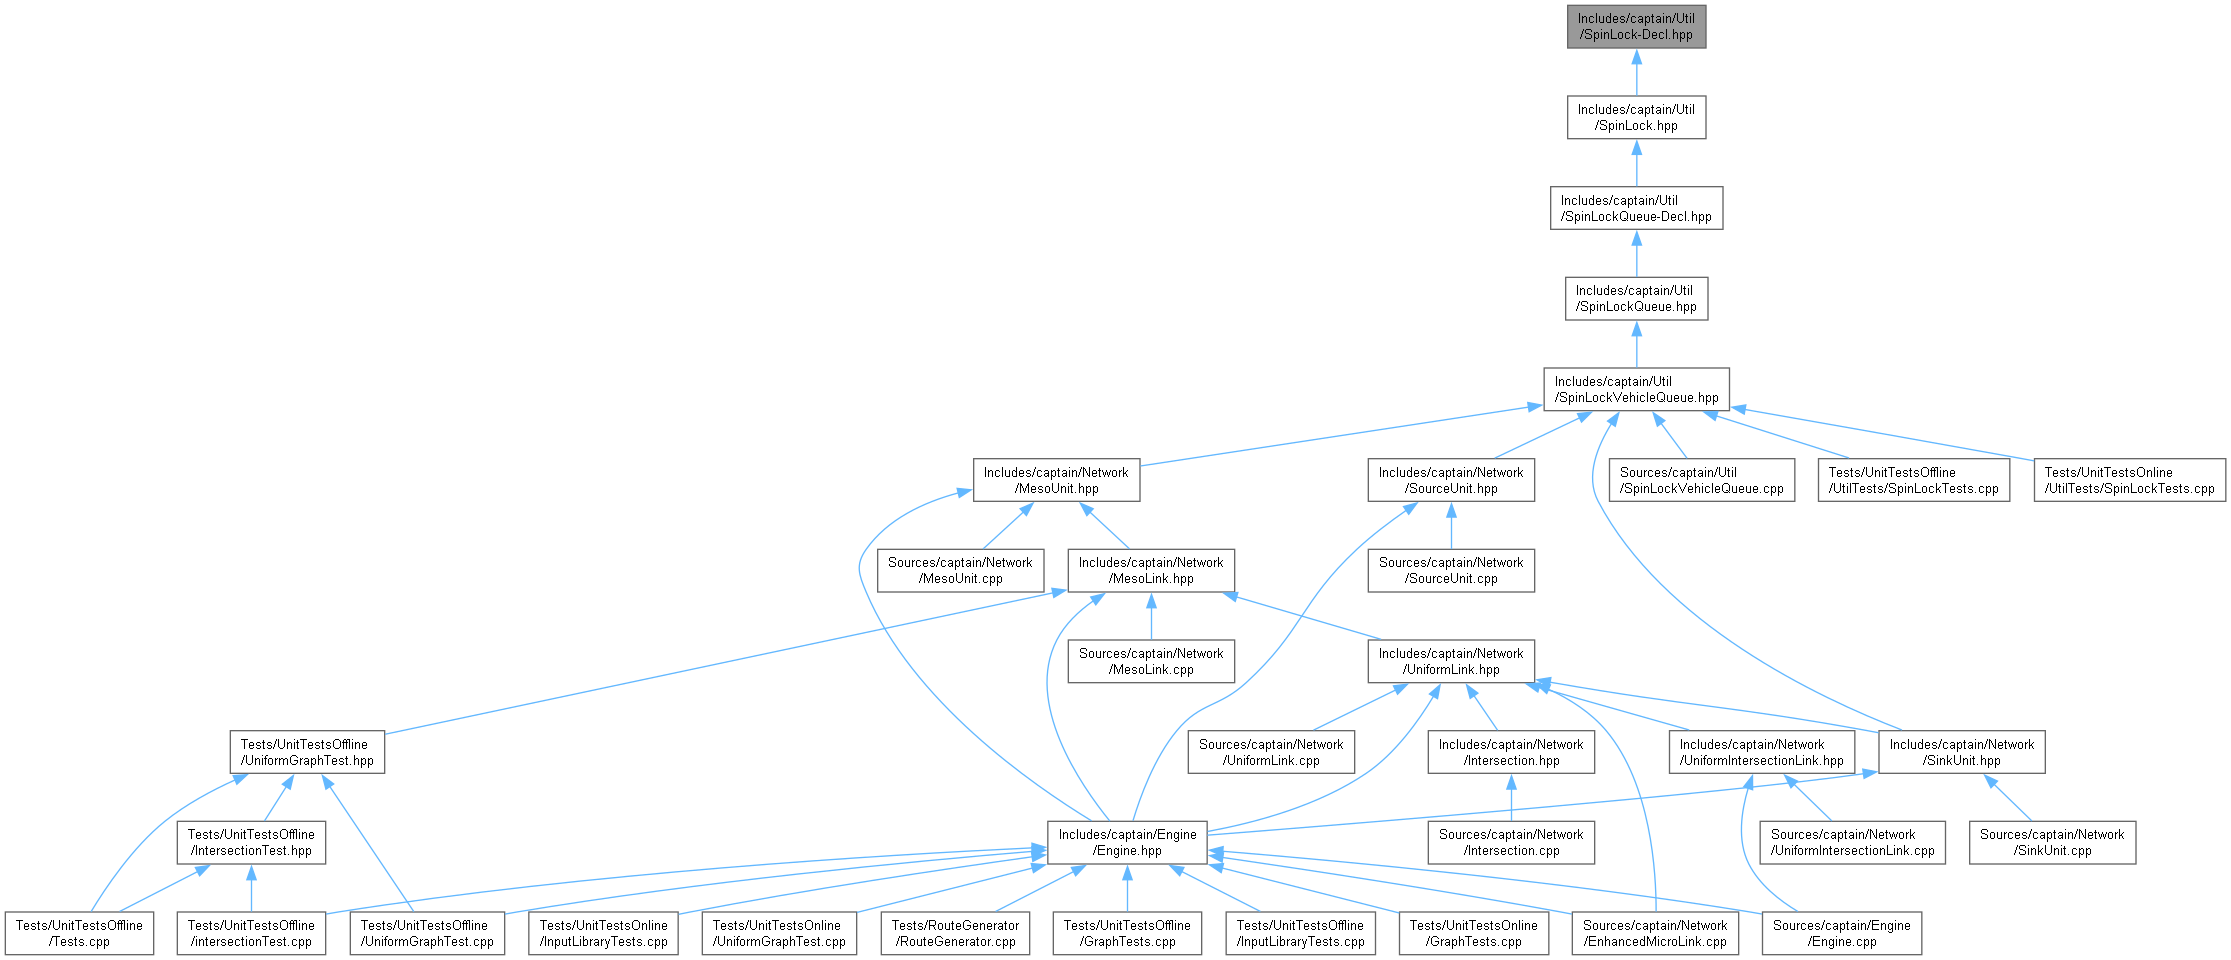 Includes/captain/Util
/SpinLock-Decl.hpp
Includes/captain/Util
/SpinLock.hpp
Includes/captain/Util
/SpinLockQueue-Decl.hpp
Includes/captain/Util
/SpinLockQueue.hpp
Includes/captain/Util
/SpinLockVehicleQueue.hpp
Includes/captain/Network
/MesoUnit.hpp
Includes/captain/Network
/SourceUnit.hpp
Sources/captain/Util
/SpinLockVehicleQueue.cpp
Tests/UnitTestsOffline
/UtilTests/SpinLockTests.cpp
Tests/UnitTestsOnline
/UtilTests/SpinLockTests.cpp
Sources/captain/Network
/MesoUnit.cpp
Includes/captain/Network
/MesoLink.hpp
Sources/captain/Network
/SourceUnit.cpp
Sources/captain/Network
/MesoLink.cpp
Includes/captain/Network
/UniformLink.hpp
Tests/UnitTestsOffline
/UniformGraphTest.hpp
Sources/captain/Network
/UniformLink.cpp
Includes/captain/Network
/Intersection.hpp
Includes/captain/Network
/UniformIntersectionLink.hpp
Includes/captain/Network
/SinkUnit.hpp
Tests/UnitTestsOffline
/IntersectionTest.hpp
Includes/captain/Engine
/Engine.hpp
Sources/captain/Network
/Intersection.cpp
Sources/captain/Network
/UniformIntersectionLink.cpp
Sources/captain/Network
/SinkUnit.cpp
Tests/UnitTestsOffline
/Tests.cpp
Tests/UnitTestsOffline
/intersectionTest.cpp
Tests/UnitTestsOffline
/UniformGraphTest.cpp
Tests/UnitTestsOnline
/InputLibraryTests.cpp
Tests/UnitTestsOnline
/UniformGraphTest.cpp
Tests/RouteGenerator
/RouteGenerator.cpp
Tests/UnitTestsOffline
/GraphTests.cpp
Tests/UnitTestsOffline
/InputLibraryTests.cpp
Tests/UnitTestsOnline
/GraphTests.cpp
Sources/captain/Network
/EnhancedMicroLink.cpp
Sources/captain/Engine
/Engine.cpp